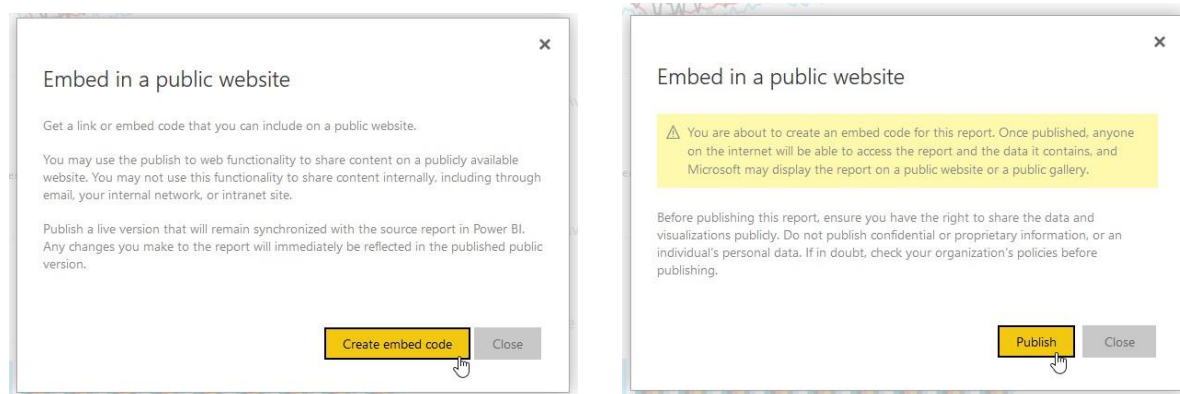 Embed in a public website
Get a link or embed code that you can include on a public website.
You may use the publish to web functionality to share content on a publicly available
website. You may not use this functionality to share content internally, including through
email, your internal network, or intranet site.
Publish a live version that will remain synchronized with the source report in Power BI.
Any changes you make to the report will immediately be reflected in the published public
version.
Create embed code
Close
Embed in a public website
You are about to create an embed code for this report. Once published, anyone
on the internet will be able to access the report and the data it contains, and
Microsoft may display the report on a public website or a public gallery.
Before publishing this report, ensure you have the right to share the data and
visualizations publicly. Do not publish confidential or proprietary information, or an
individual's personal data. If in doubt, check your organization's policies before
publishing.
Publish
Close